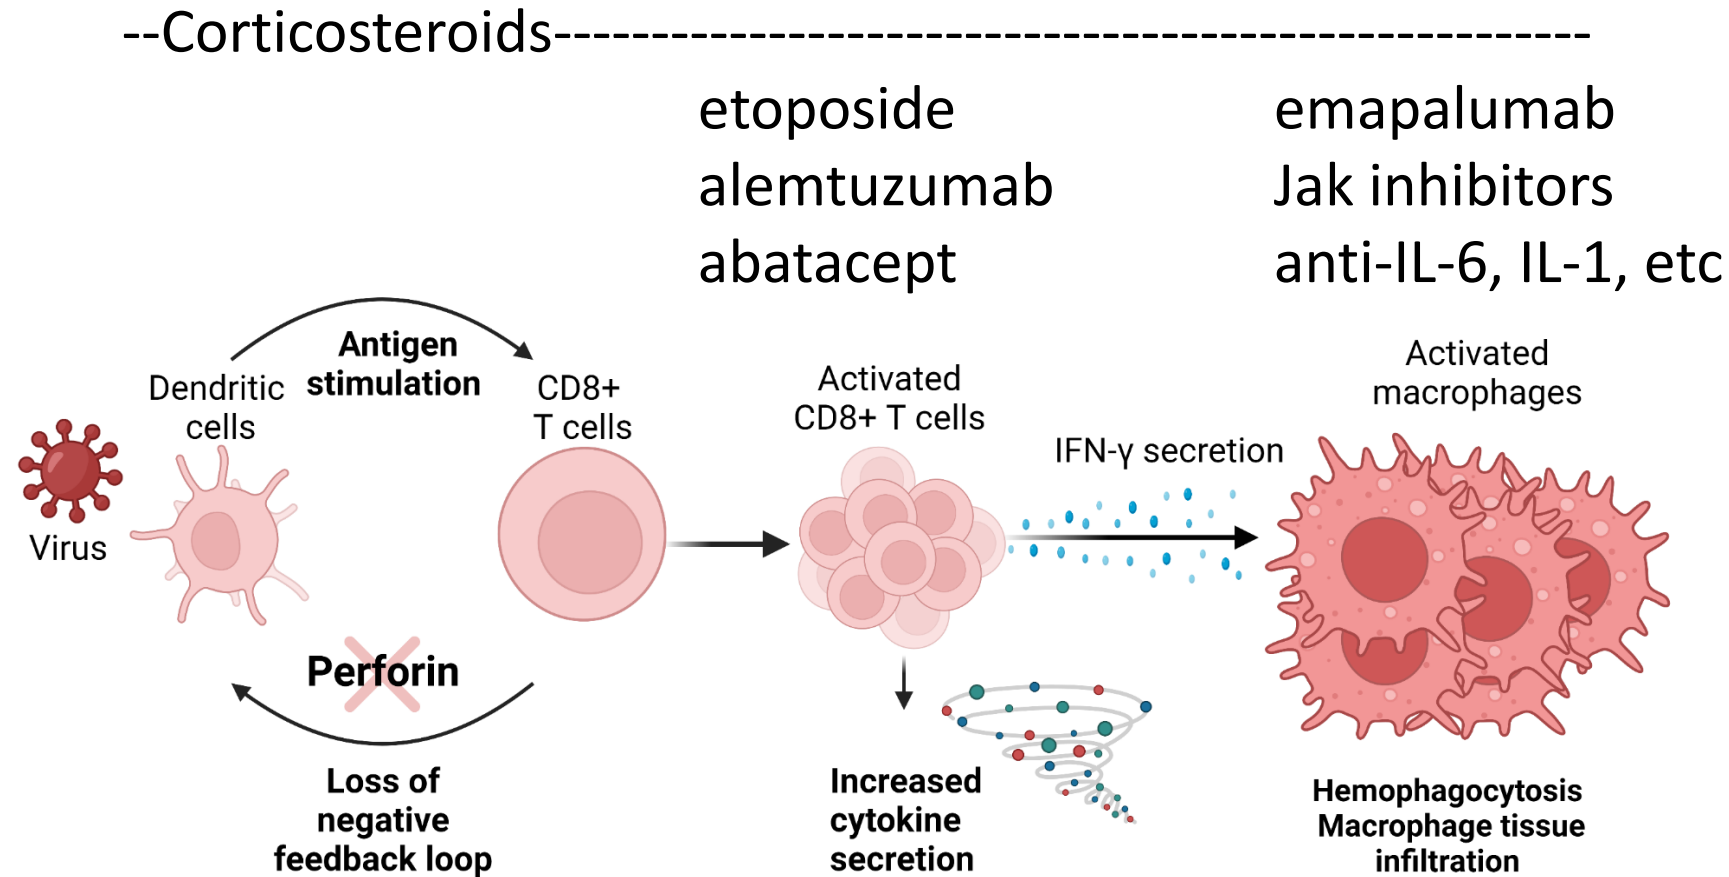 --Corticosteroids-----------------------------------------------------
etoposide
alemtuzumab
abatacept
emapalumab
Jak inhibitors
anti-IL-6, IL-1, etc
Antigen
stimulation
Dendritic
cells
CD8+
T cells
Virus
Perforin
Loss of
negative
feedback loop
Activated
CD8+ T cells
IFN-γ secretion
Increased
cytokine
secretion
Activated
macrophages
Hemophagocytosis
Macrophage tissue
infiltration